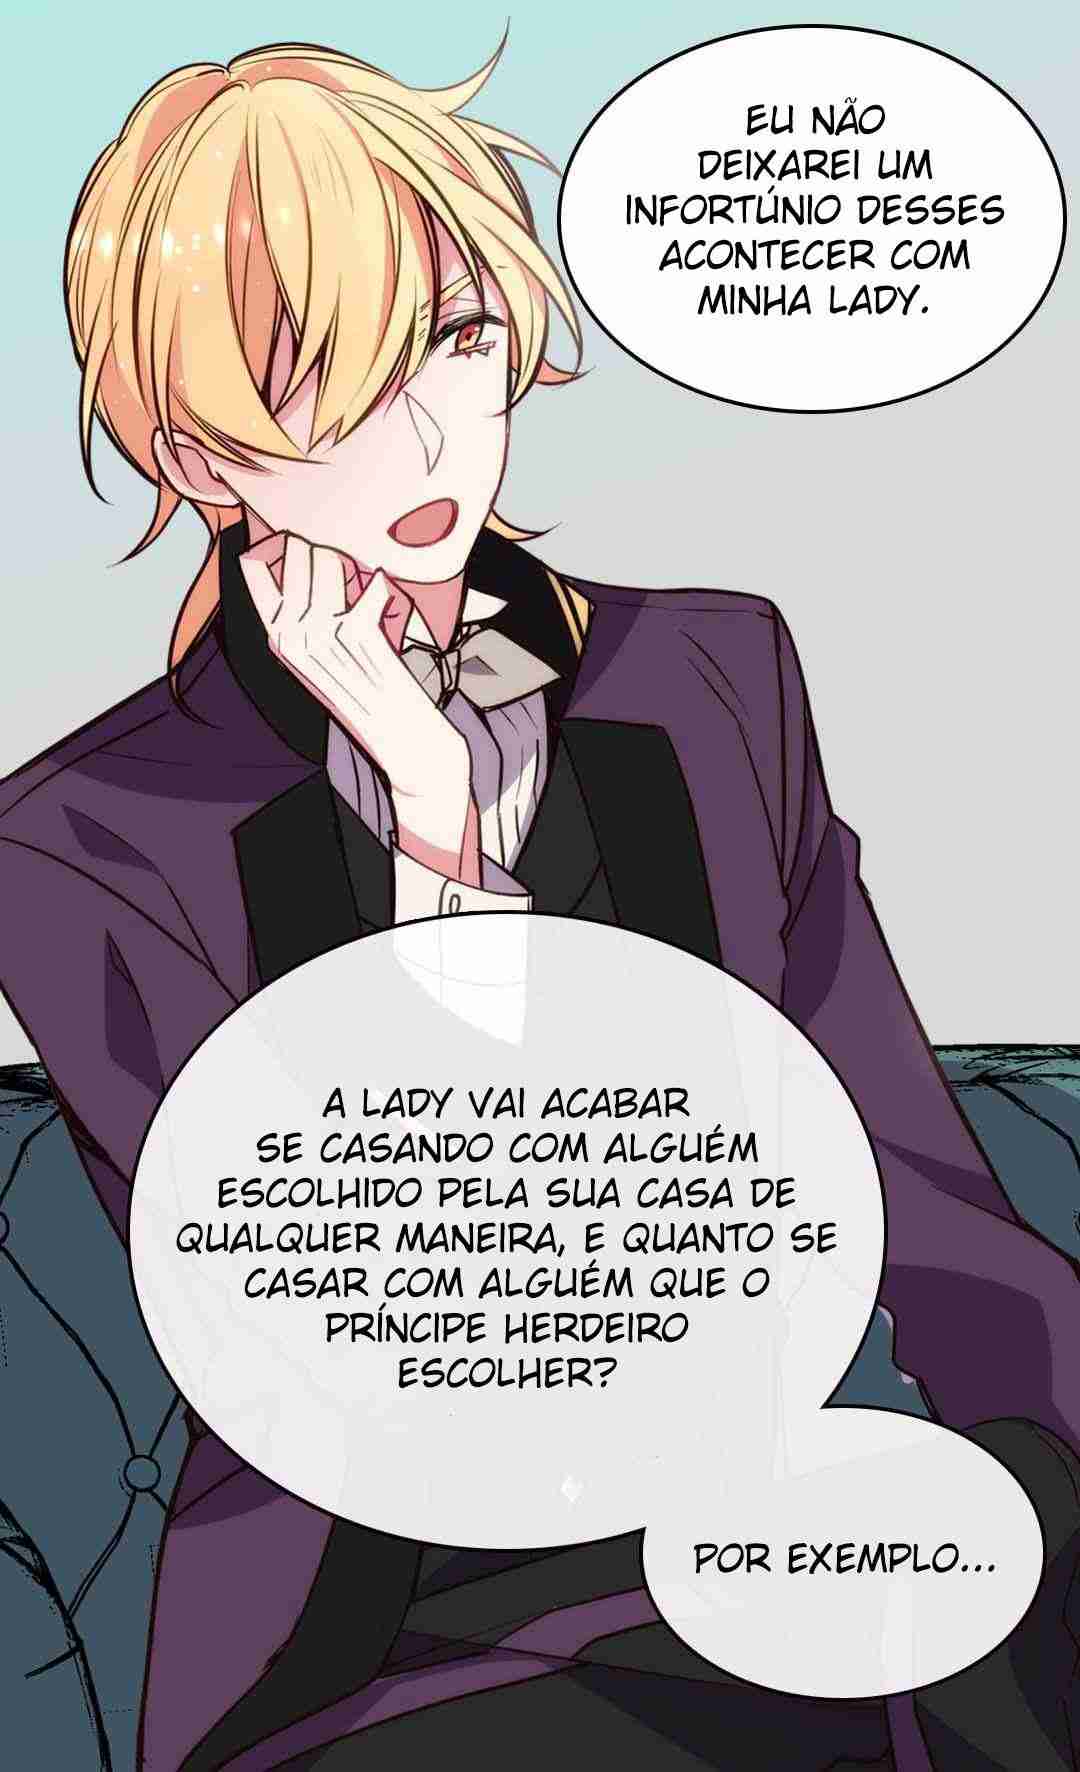 EU NÃO
DEIXAREI UM
INFORTÚNIO DESSES
ACONTECER COM
MINHA LADY.
A LADY VAI ACABAR
SE CASANDO COM ALGUÉM
ESCOLHIDO PELA SUA CASA DE
QUALQUER MANEIRA, E QUANTO SE
CASAR COM ALGUÉM QUE O
PRÍNCIPE HERDEIRO
ESCOLHER?
POR EXEMPLO...